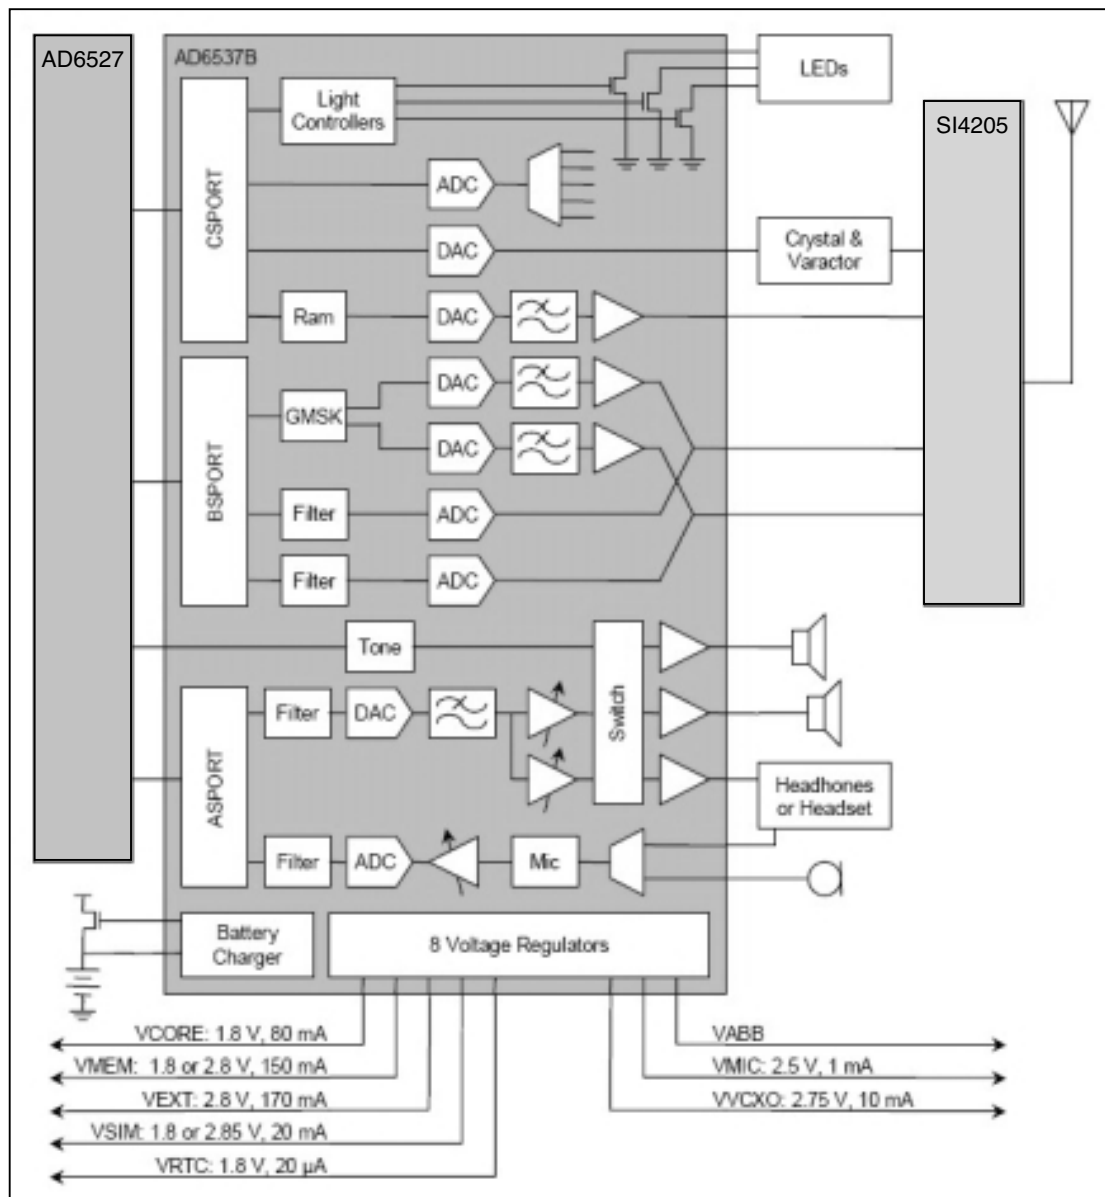 AD6527
AD6537B
LEDs
Light
Controllers
SI4205
CSPORT
ADC
DAC
Crystal &
Varactor
Ram
DAC
BSPORT
GMSK
DAC
DAC
Filter
ADC
Filter
ADC
Tone
Switch
ASPORT
Filter
DAC
Headhones
or Headset
Filter
ADC
Mic
Battery
Charger
8 Voltage Regulators
VCORE: 1.8 V, 80 mA
VMEM: 1.8 or 2.8 V, 150 mA
VEXT: 2.8 V, 170 mA
VSIM: 1.8 or 2.85 V, 20 mA
VRTC: 1.8 V, 20 µA
VABB
VMIC: 2.5 V, 1 mA
VVCXO: 2.75 V, 10 mA